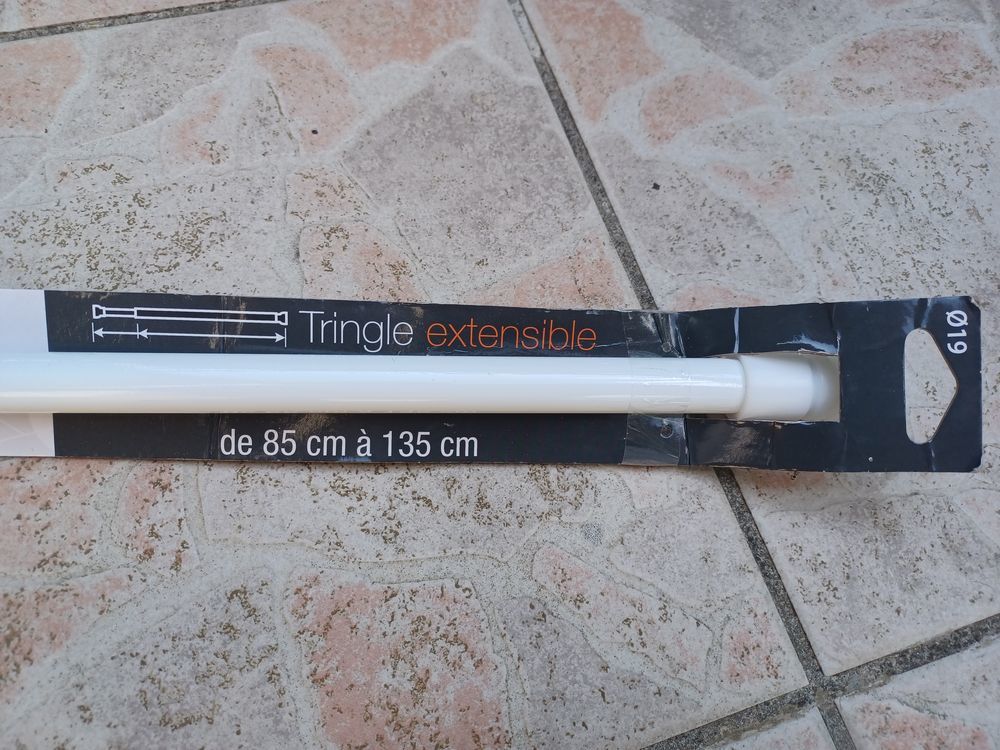 Tringle extensible
de 85 cm à 135 cm
Ø19